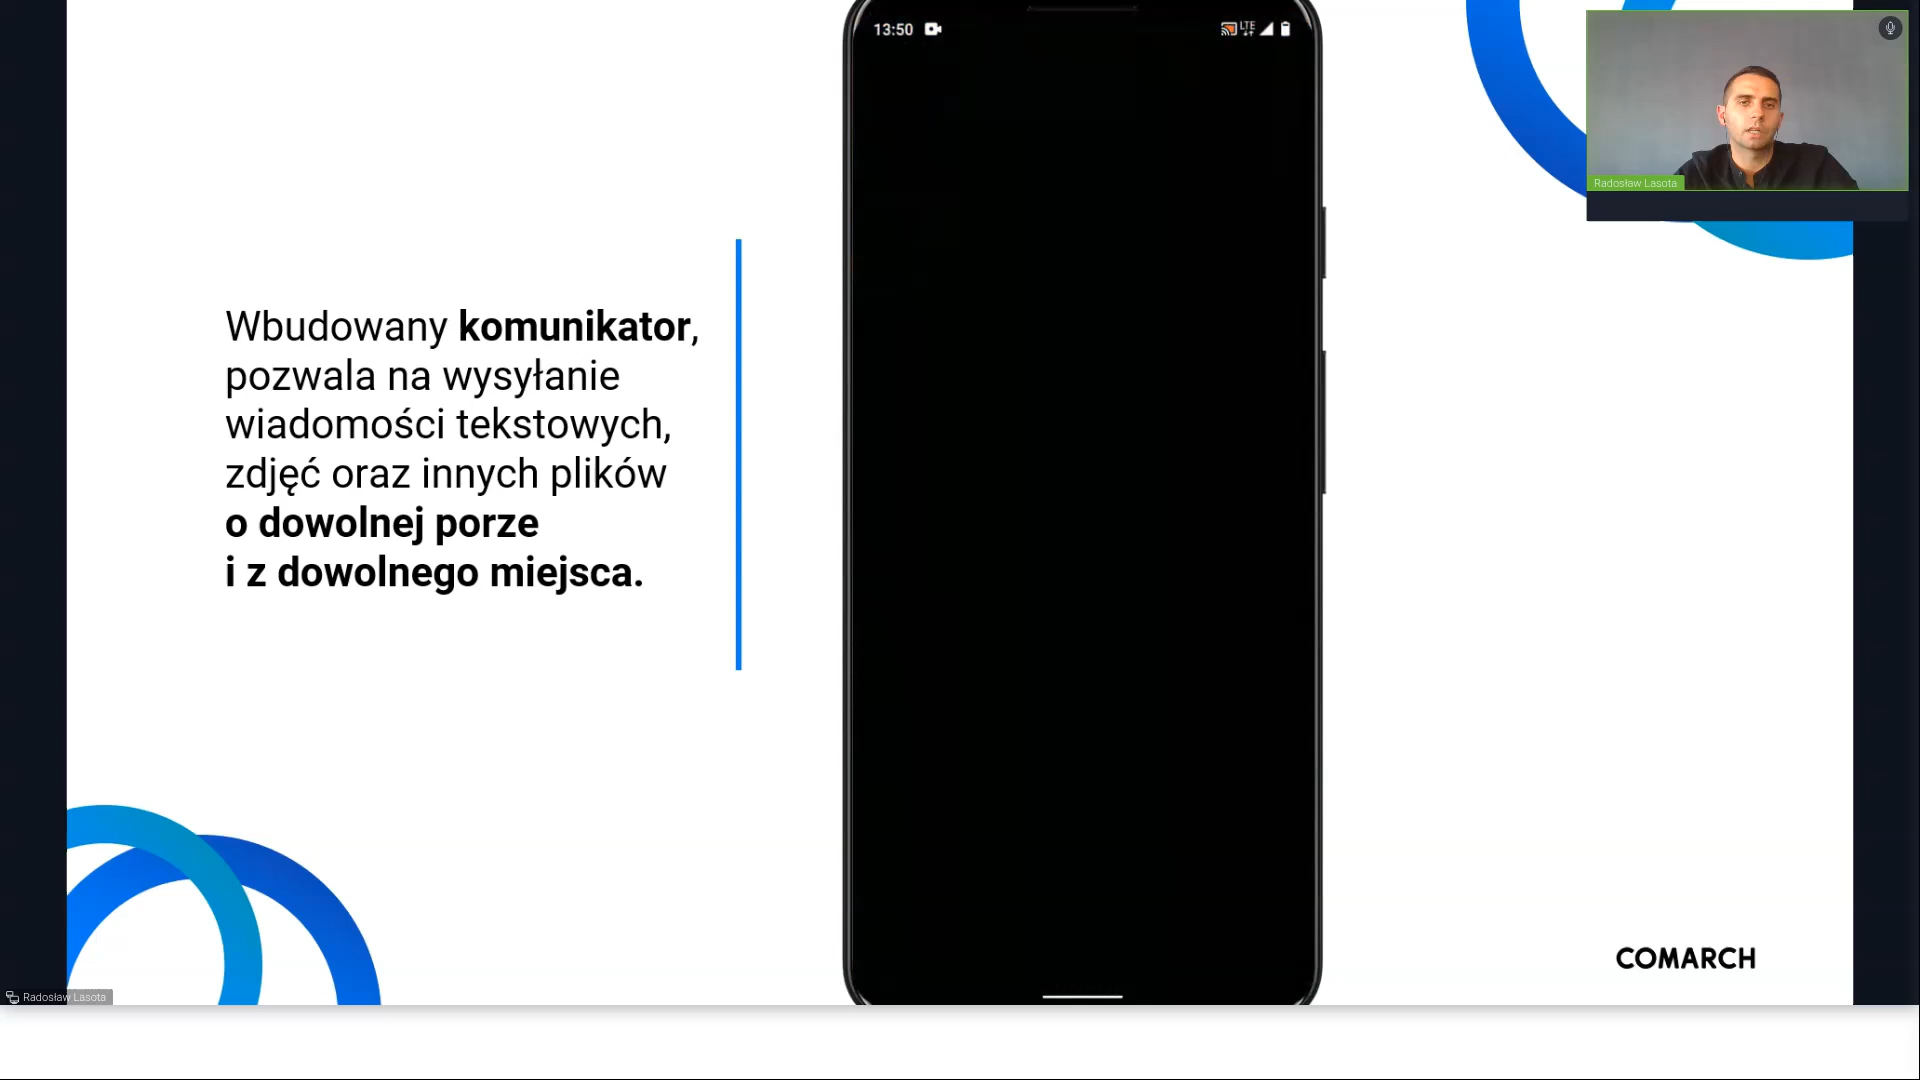 13:50
LTE
Radosław Lasota
Wbudowany komunikator,
pozwala na wysyłanie
wiadomości tekstowych,
zdjęć oraz innych plików
o dowolnej porze
i z dowolnego miejsca.
COMARCH
Radosław Lasota